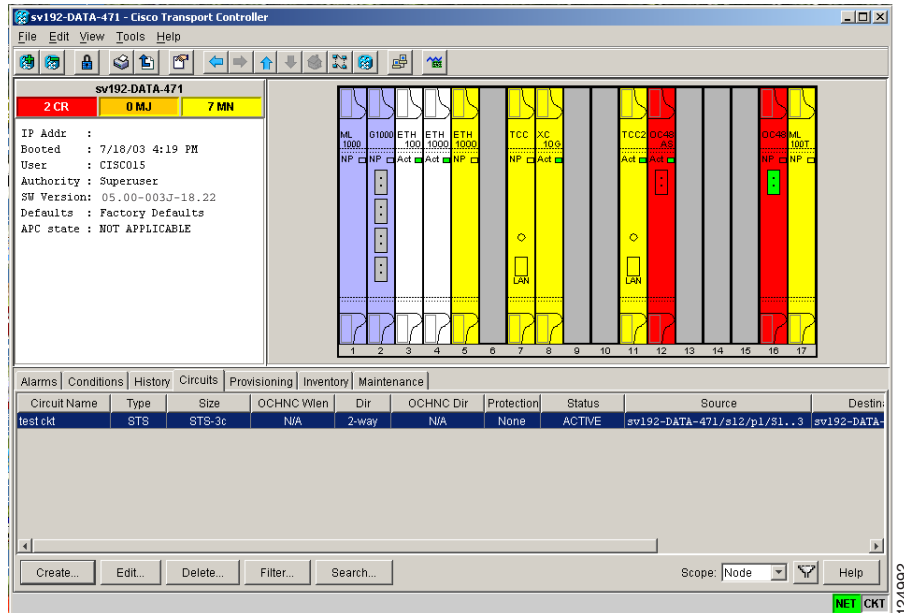 sv192-DATA-471 - Cisco Transport Controller
File Edit View Tools Help
sv192-DATA-471
2 CR 0 MJ 7 MN
IP Addr :
Booted : 7/18/03 4:19 PM
User : CISCO15
Authority : Superuser
SW Version: 05.00-003J-18.22
Defaults : Factory Defaults
APC state : NOT APPLICABLE
ML 1000 G1000 ETH 100 ETH 1000 ETH 1000 TCC XC 10G TCC2 OC48 AS OC48 ML 100T
NP NP Act Act NP NP Act Act Act NP NP
LAN LAN
1 2 3 4 5 6 7 8 9 10 11 12 13 14 15 16 17
Alarms Conditions History Circuits Provisioning Inventory Maintenance
Circuit Name Type Size OCHNC Wlen Dir OCHNC Dir Protection Status Source Destin
test ckt STS STS-3c N/A 2-way N/A None ACTIVE sv192-DATA-471/s12/p1/S1..3 sv192-DATA-
Create... Edit... Delete... Filter... Search... Scope: Node Help
NET CKT
124992